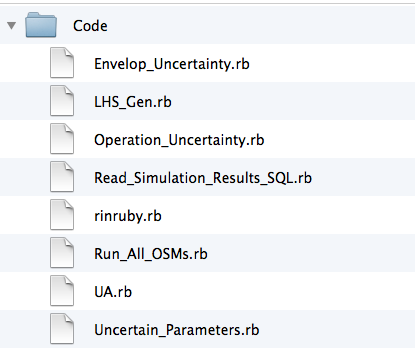 Code
Envelop_Uncertainty.rb
LHS_Gen.rb
Operation_Uncertainty.rb
Read_Simulation_Results_SQL.rb
rinruby.rb
Run_All_OSMs.rb
UA.rb
Uncertain_Parameters.rb